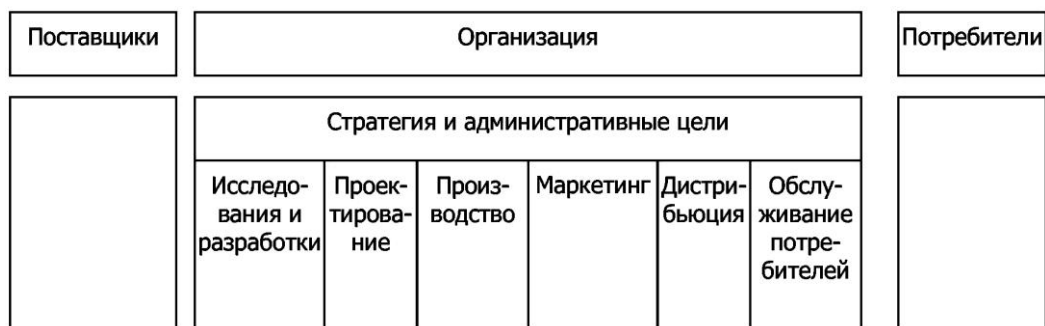 Поставщики
Организация
Потребители
Стратегия и административные цели
Исследо-
вания и
разработки
Проек-
тирова-
ние
Произ-
водство
Маркетинг
Дистри-
бьюция
Обслу-
живание
потре-
бителей